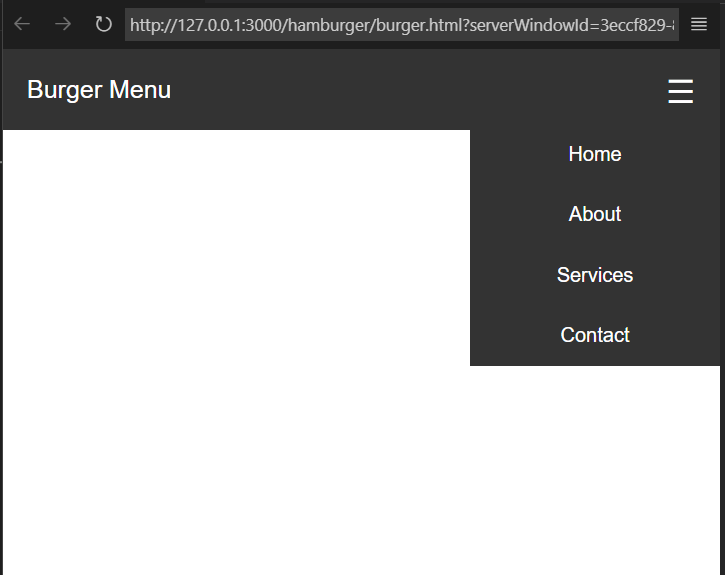 http://127.0.0.1:3000/hamburger/burger.html?serverWindowId=3eccf829-
Burger Menu
Home
About
Services
Contact